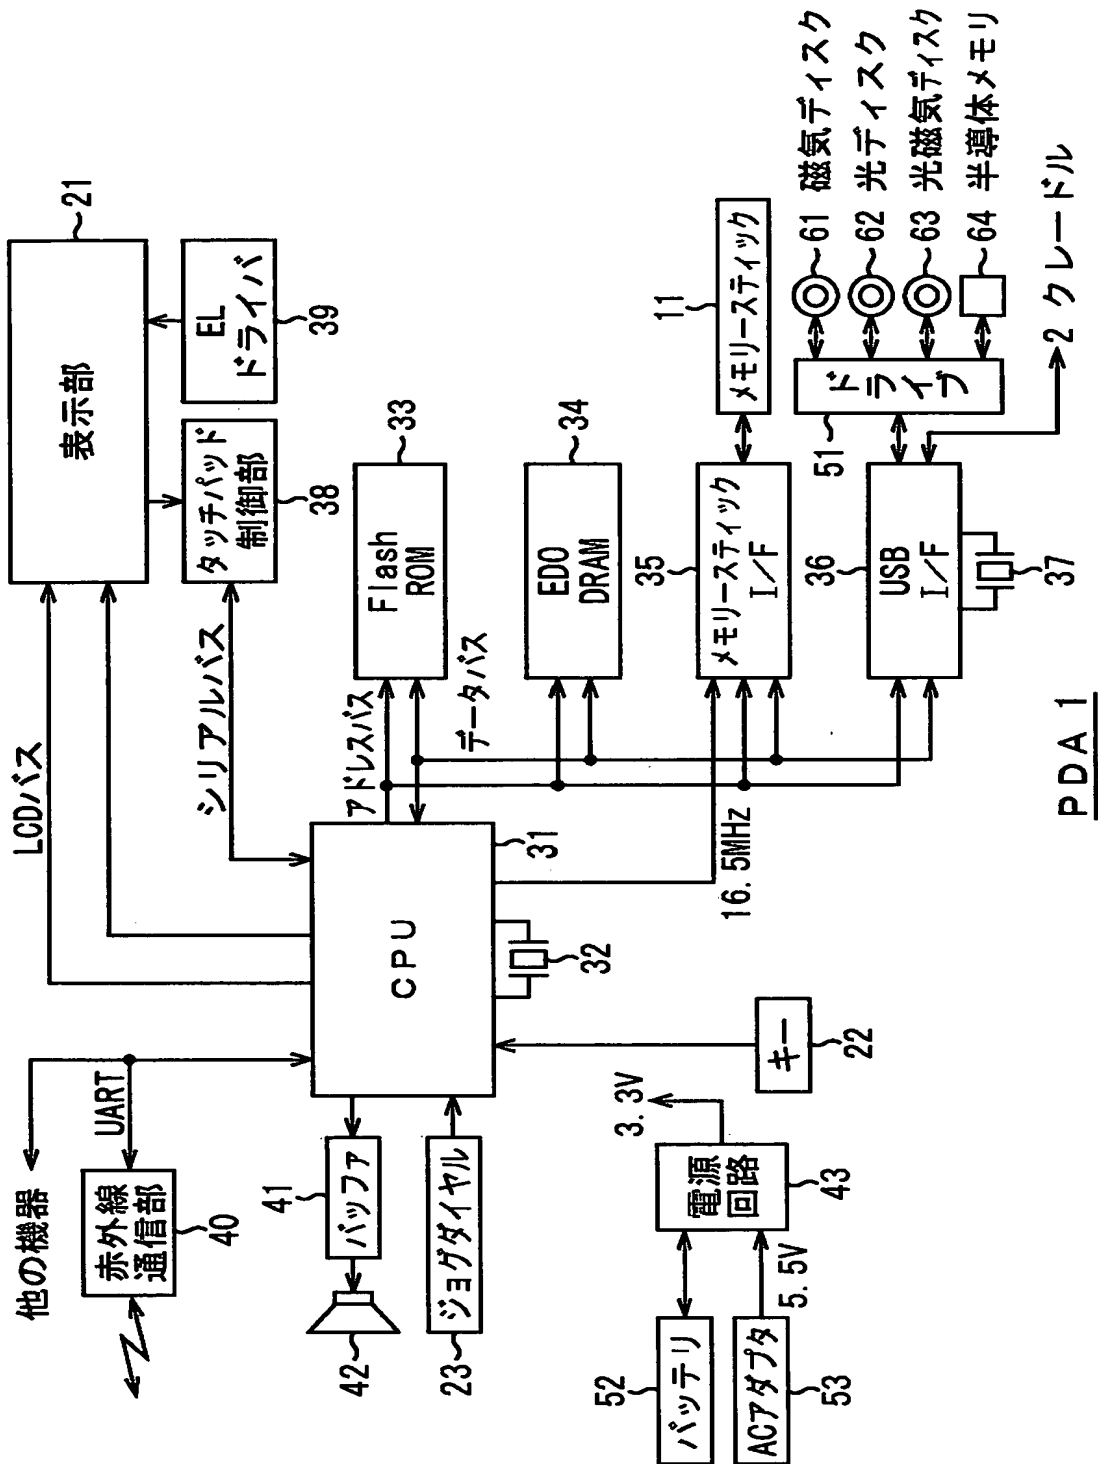 他の機器
UART
赤外線
通信部
40
LCDバス
シリアルバス
表示部
21
タッチパッド
制御部
38
EL
ドライバ
39
バッファ
41
42
ジョグダイヤル
23
CPU
31
32
アドレスバス
データバス
Flash
ROM
33
EDO
DRAM
34
16.5MHz
メモリースティック
I/F
35
メモリースティック
11
USB
I/F
36
37
ドライブ
51
61 磁気ディスク
62 光ディスク
63 光磁気ディスク
64 半導体メモリ
2 クレードル
キー
22
バッテリ
52
ACアダプタ
53
5.5V
電源
回路
43
3.3V
PDA 1